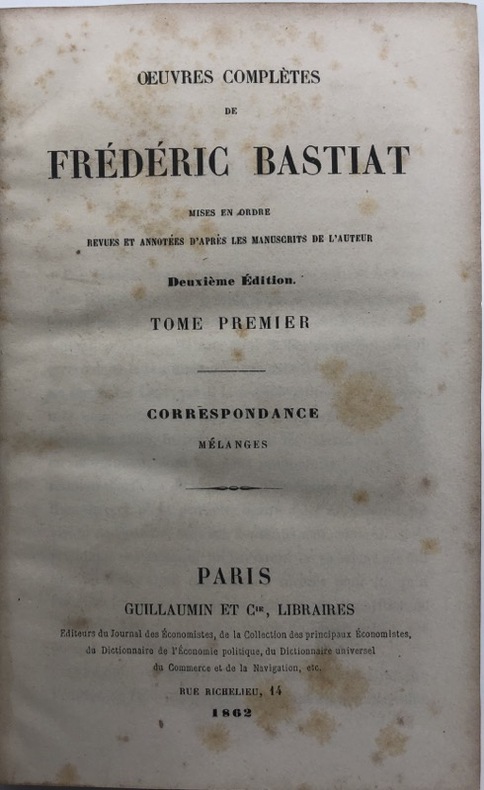 ŒUVRES COMPLÈTES
DE
FRÉDÉRIC BASTIAT
MISES EN ORDRE
REVUES ET ANNOTÉES D'APRÈS LES MANUSCRITS DE L'AUTEUR
Deuxième Édition.
TOME PREMIER
CORRESPONDANCE
MÉLANGES
PARIS
GUILLAUMIN ET Cie, LIBRAIRES
Editeurs du Journal des Économistes, de la Collection des principaux Économistes,
du Dictionnaire de l'Économie politique, du Dictionnaire universel
du Commerce et de la Navigation, etc.
RUE RICHELIEU, 14
1862